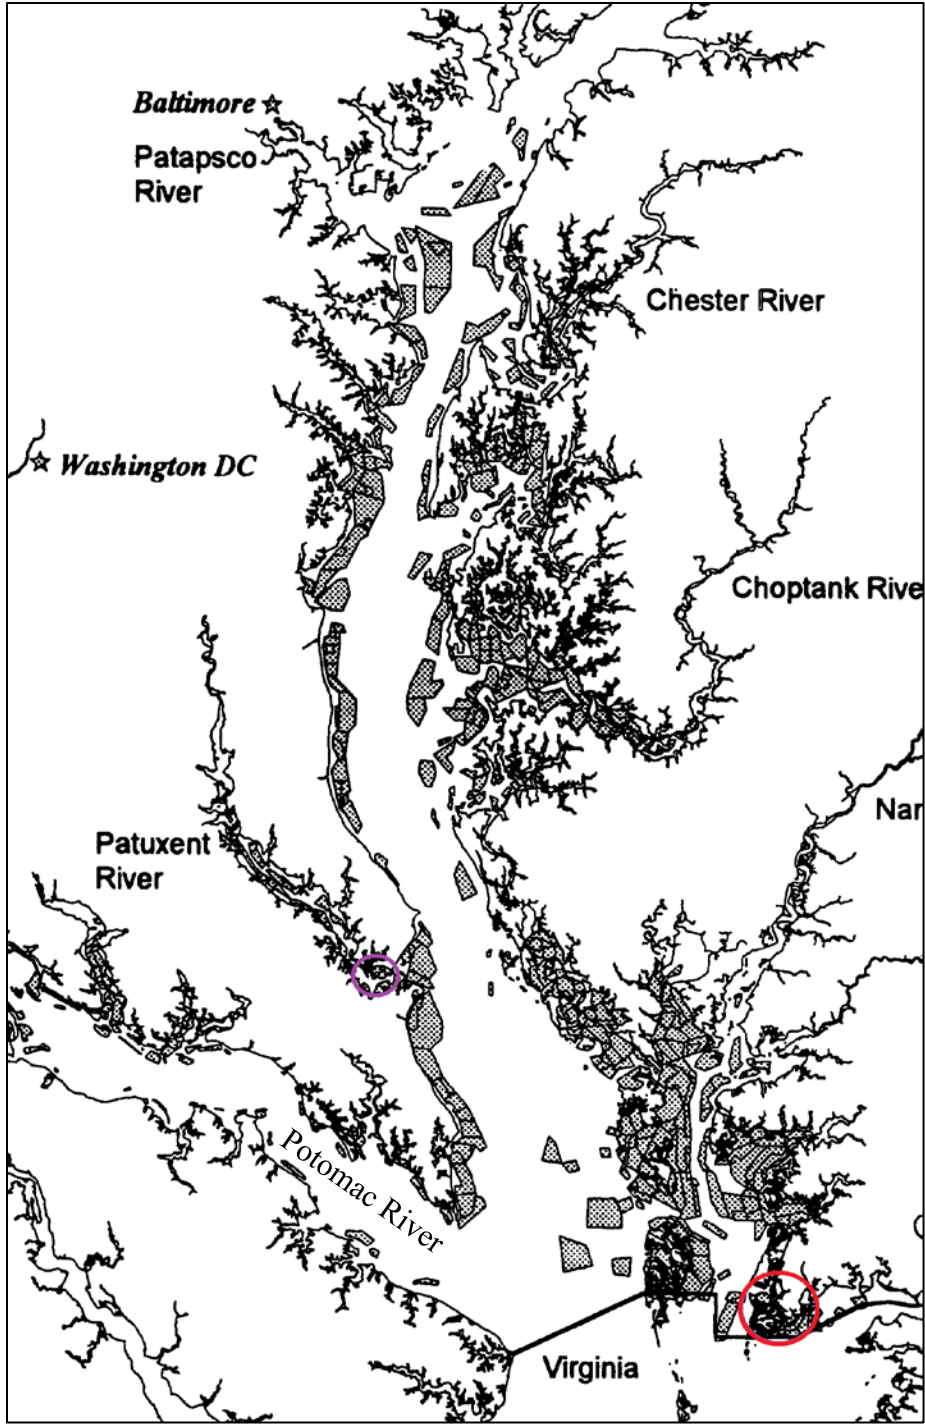 Baltimore
Patapsco
River
Chester River
Washington DC
Choptank Rive
Nar
Patuxent
River
Potomac River
Virginia